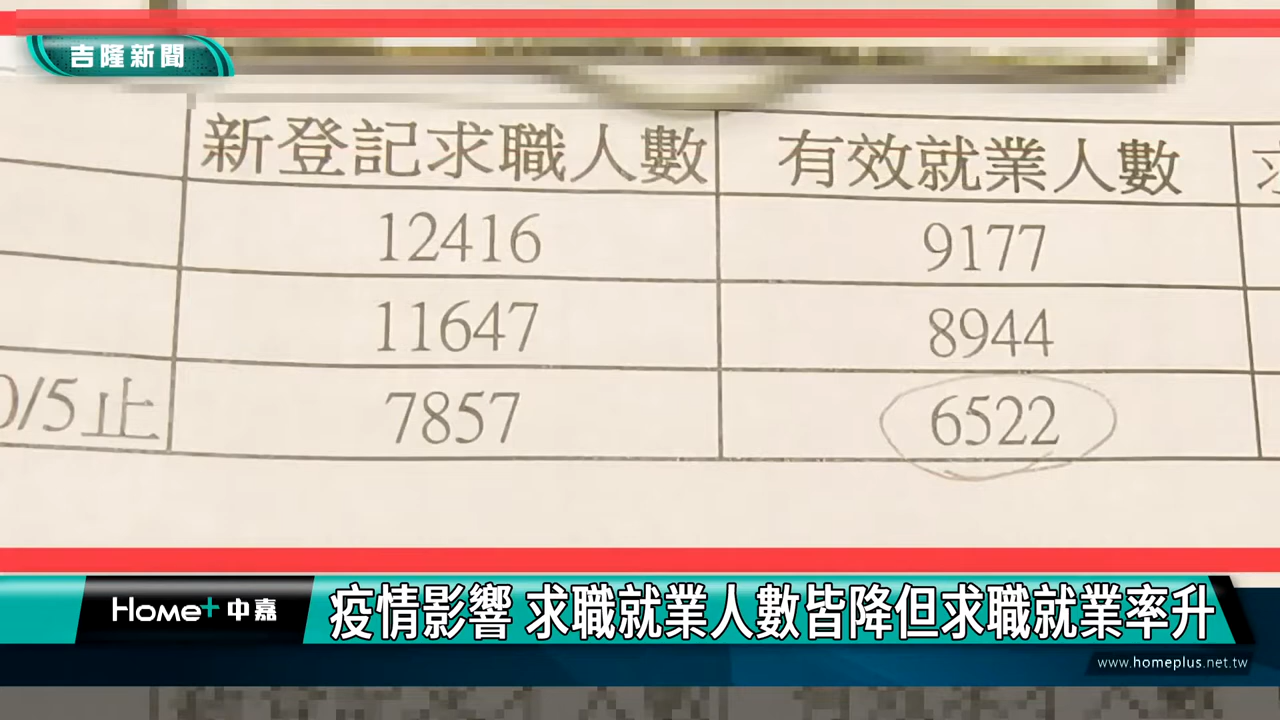 吉隆新聞
新登記求職人數 有效就業人數
12416 9177
11647 8944
0/5止 7857 6522
Home+中嘉 疫情影響 求職就業人數皆降但求職就業率升
www.homeplus.net.tw